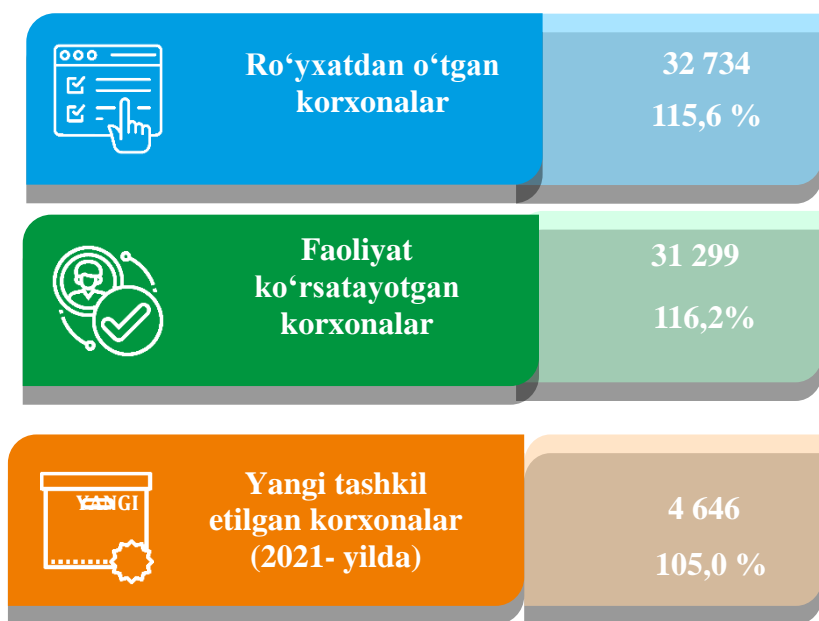 Ro‘yxatdan o‘tgan
korxonalar
32 734
115,6 %
Faoliyat
ko‘rsatayotgan
korxonalar
31 299
116,2%
YANGI
Yangi tashkil
etilgan korxonalar
(2021- yilda)
4 646
105,0 %